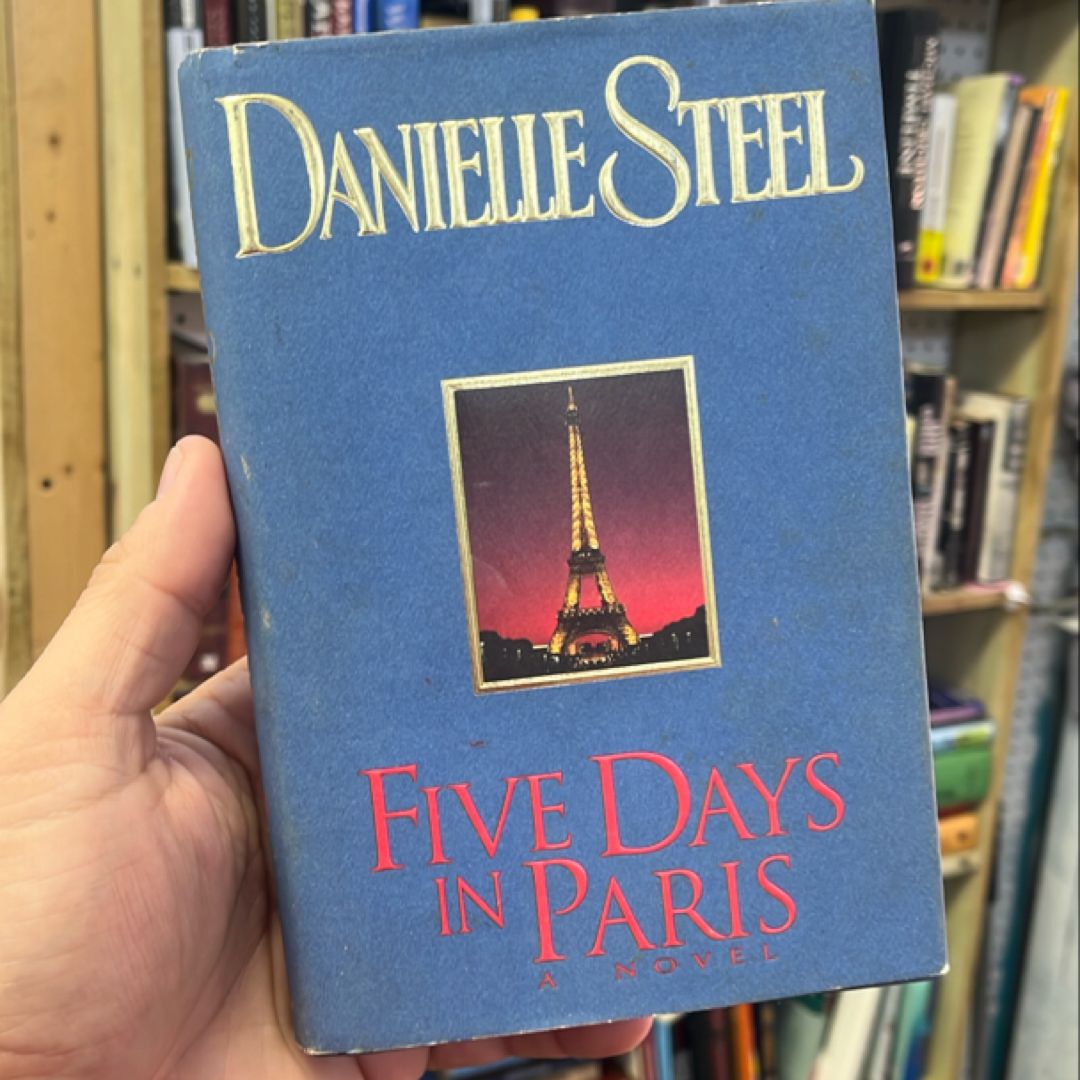 DANIELLE STEEL
FIVE DAYS
IN PARIS
A NOVEL